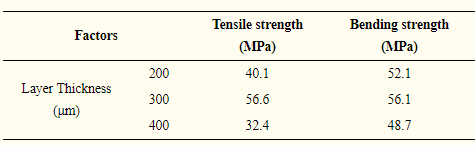 Factors Tensile strength (MPa) Bending strength (MPa)
Layer Thickness (μm) 200 40.1 52.1
300 56.6 56.1
400 32.4 48.7